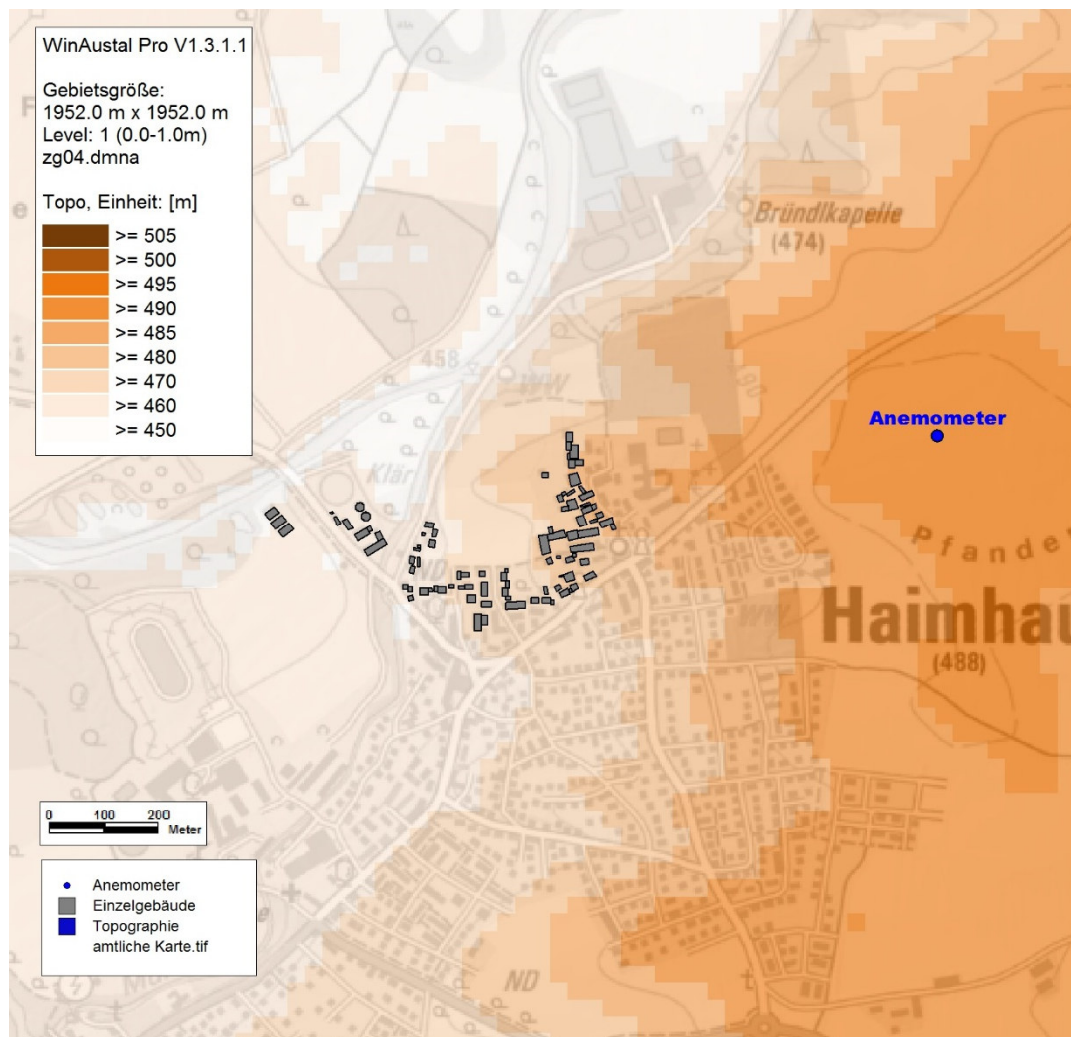 WinAustal Pro V1.3.1.1
Gebietsgröße:
1952.0 m x 1952.0 m
Level: 1 (0.0-1.0m)
zg04.dmna
Topo, Einheit: [m]
>= 505
>= 500
>= 495
>= 490
>= 485
>= 480
>= 470
>= 460
>= 450
Bründlkapelle
(474)
458
WW
Anemometer
Klär
Pfande
Haimhau
(488)
ND
0 100 200
Meter
Anemometer
Einzelgebäude
Topographie
amtliche Karte.tif
ND